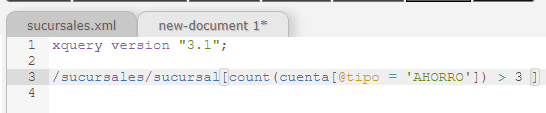 sucursales.xml new-document 1*
1 xquery version "3.1";
2
3 /sucursales/sucursal[count(cuenta[@tipo = 'AHORRO']) > 3 ]
4